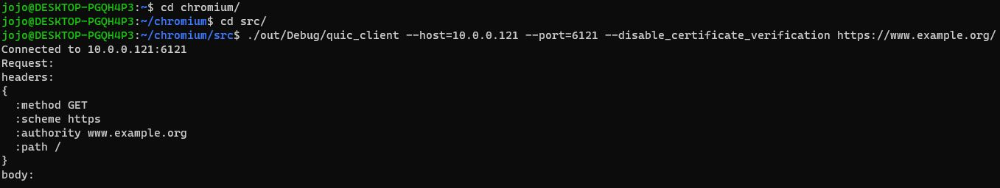 jojo@DESKTOP-PGQH4P3:~$ cd chromium/
jojo@DESKTOP-PGQH4P3:~/chromium$ cd src/
jojo@DESKTOP-PGQH4P3:~/chromium/src$ ./out/Debug/quic_client --host=10.0.0.121 --port=6121 --disable_certificate_verification https://www.example.org/
Connected to 10.0.0.121:6121
Request:
headers:
{
  :method GET
  :scheme https
  :authority www.example.org
  :path /
}
body: